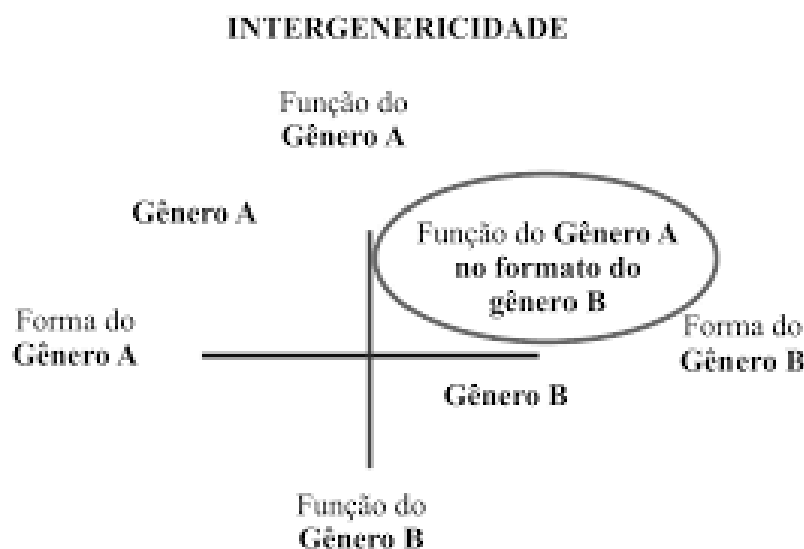 INTERGENERICIDADE
Função do
Gênero A
Gênero A
Função do Gênero A
no formato do
gênero B
Forma do
Gênero A
Forma do
Gênero B
Gênero B
Função do
Gênero B